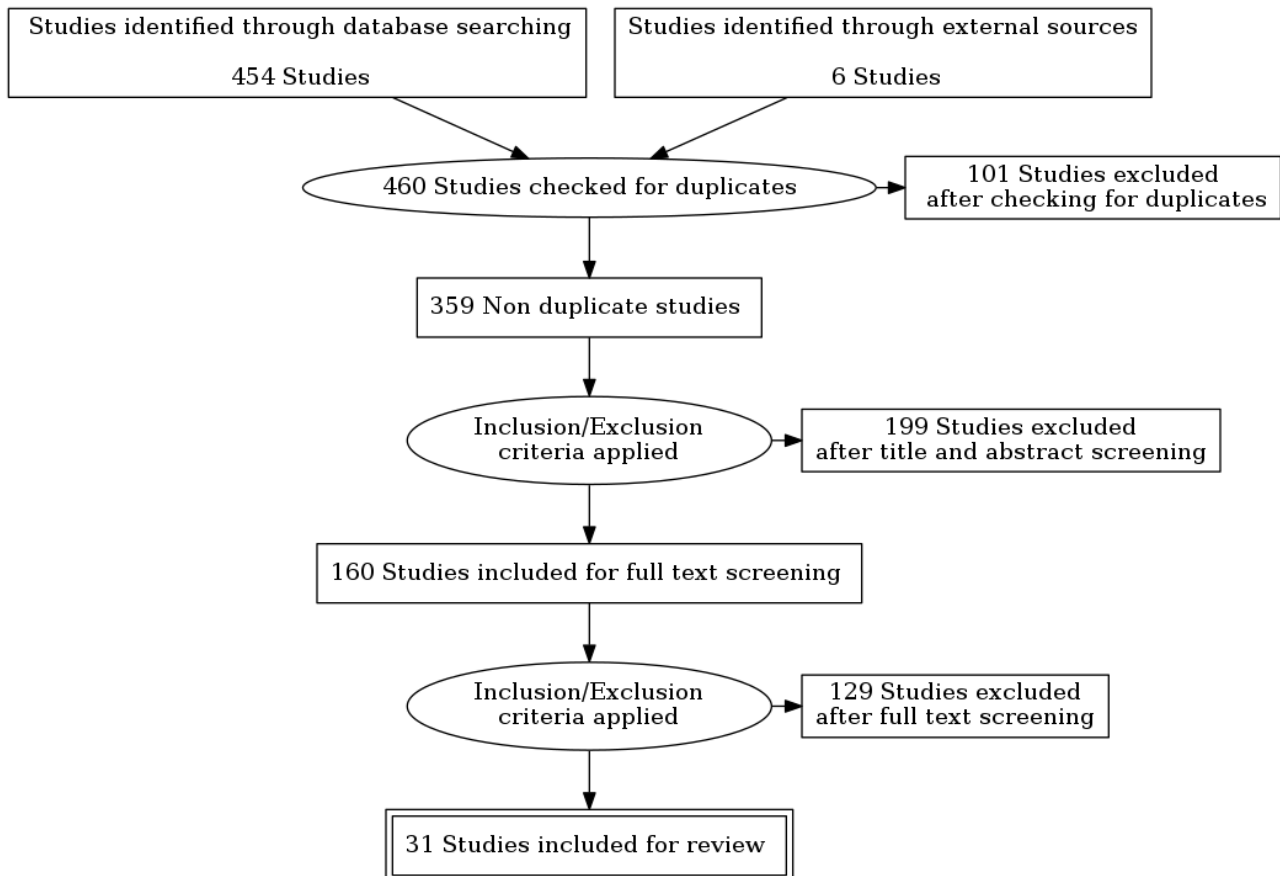 Studies identified through database searching
454 Studies
Studies identified through external sources
6 Studies
460 Studies checked for duplicates
101 Studies excluded
after checking for duplicates
359 Non duplicate studies
Inclusion/Exclusion
criteria applied
199 Studies excluded
after title and abstract screening
160 Studies included for full text screening
Inclusion/Exclusion
criteria applied
129 Studies excluded
after full text screening
31 Studies included for review